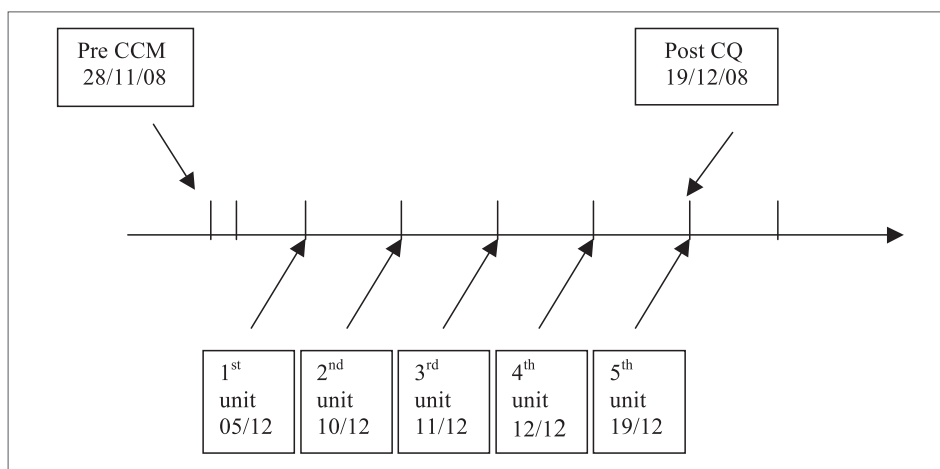 Pre CCM
28/11/08
Post CQ
19/12/08
1st
unit
05/12
2nd
unit
10/12
3rd
unit
11/12
4th
unit
12/12
5th
unit
19/12